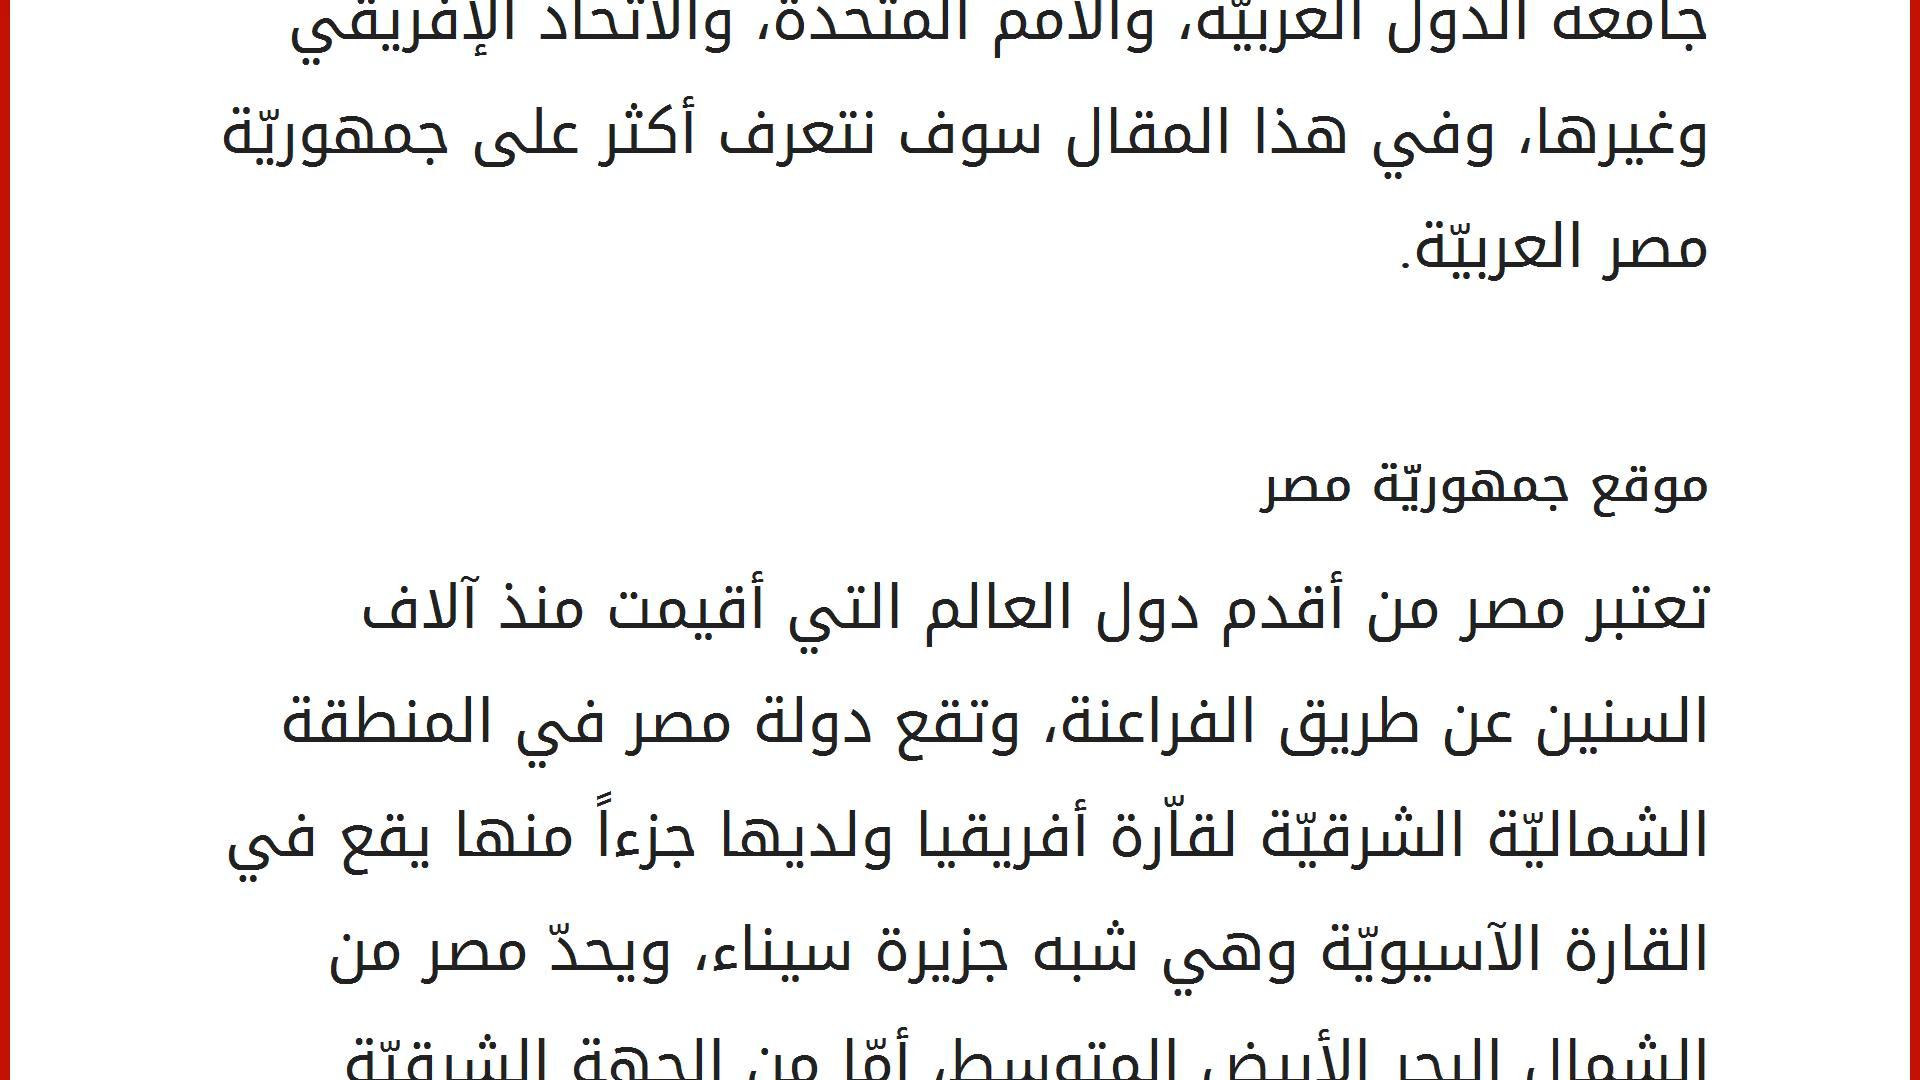 جامعة الدول العربيّة، والأمم المتحدة، والاتحاد الإفريقي
وغيرها، وفي هذا المقال سوف نتعرف أكثر على جمهوريّة
مصر العربيّة.
موقع جمهوريّة مصر
تعتبر مصر من أقدم دول العالم التي أقيمت منذ آلاف
السنين عن طريق الفراعنة، وتقع دولة مصر في المنطقة
الشماليّة الشرقيّة لقاّرة أفريقيا ولديها جزءاً منها يقع في
القارة الآسيويّة وهي شبه جزيرة سيناء، ويحدّ مصر من
الشمال البحر الأبيض المتوسط، أمّا من الجهة الشرقيّة